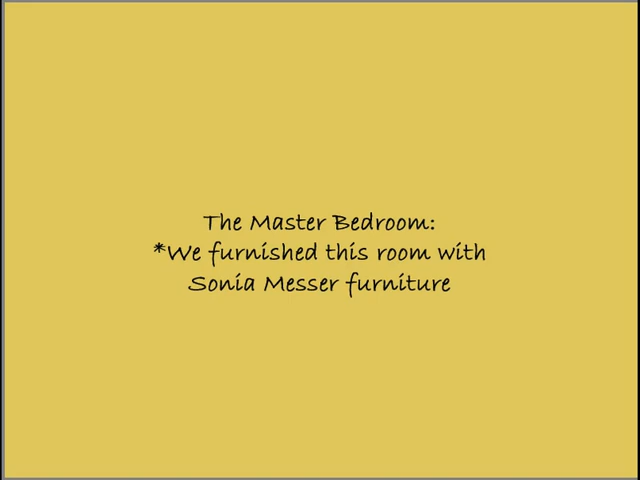 The Master Bedroom:
*We furnished this room with
Sonia Messer furniture